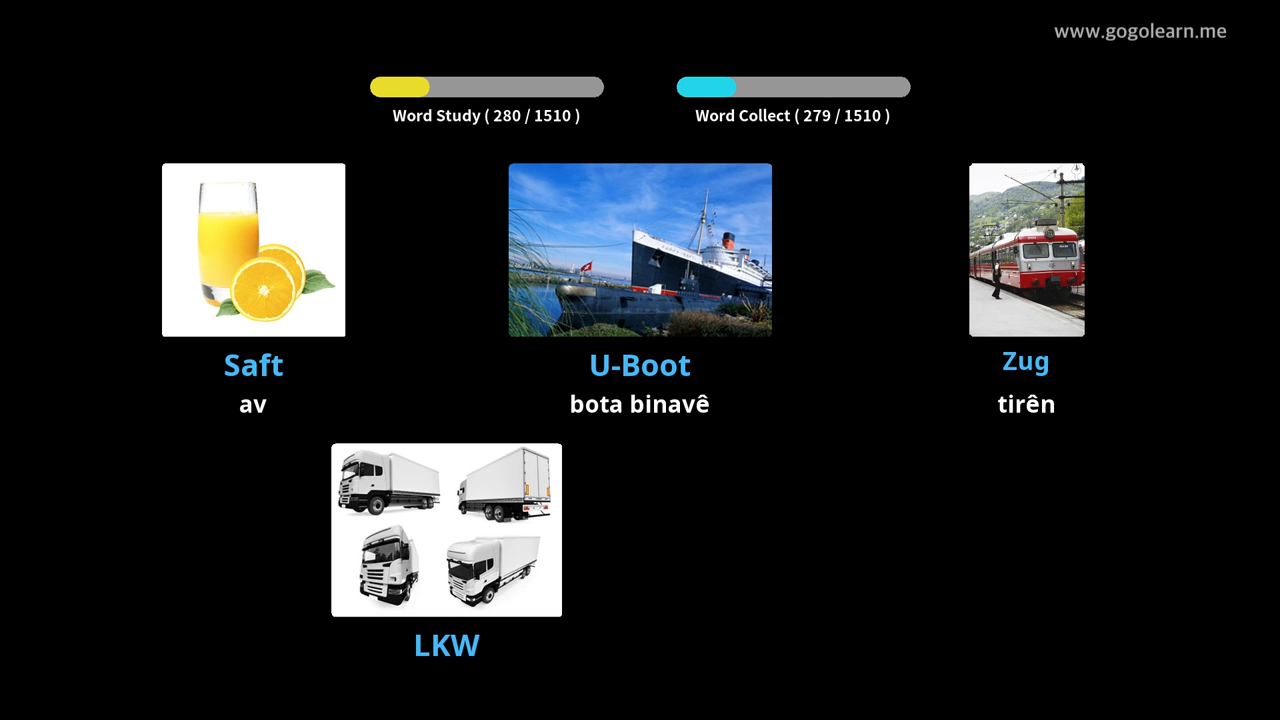 www.gogolearn.me
Word Study ( 280 / 1510 )
Word Collect ( 279 / 1510 )
Saft
U-Boot
Zug
av
bota binavê
tirên
LKW